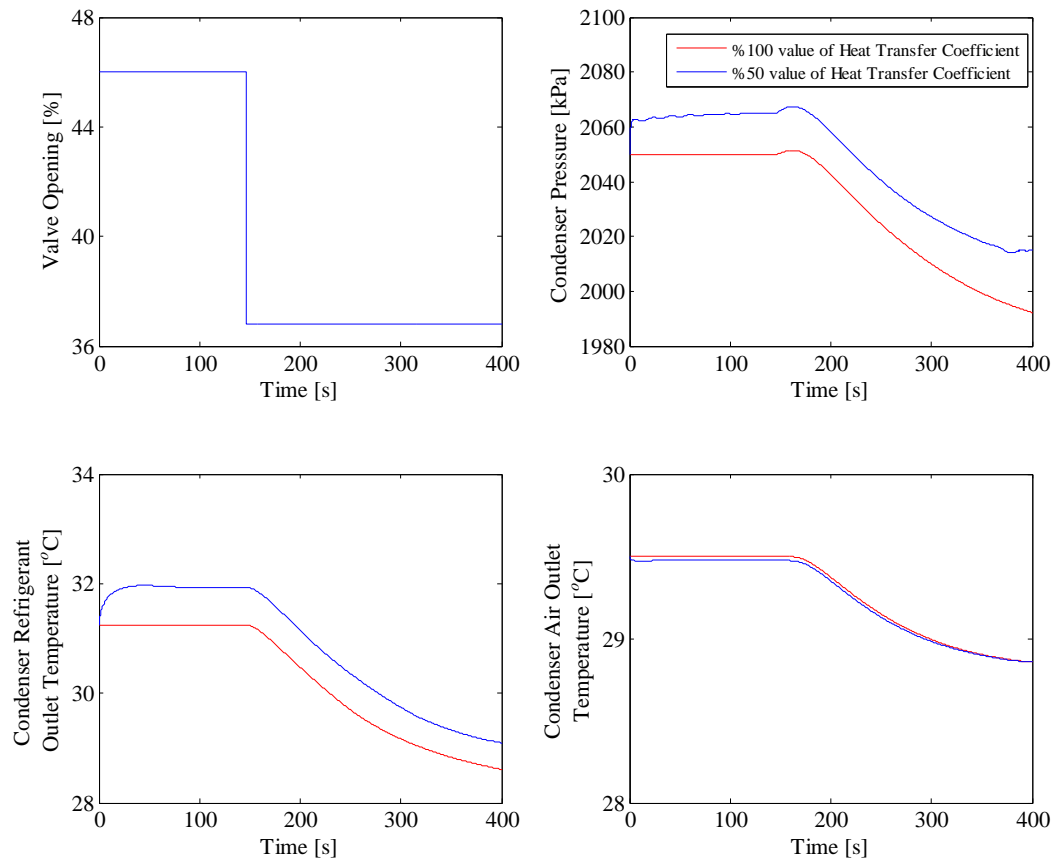 48
44
40
36
Valve Opening [%]
0 100 200 300 400
Time [s]
2100
2080
2060
2040
2020
2000
1980
Condenser Pressure [kPa]
%100 value of Heat Transfer Coefficient
%50 value of Heat Transfer Coefficient
0 100 200 300 400
Time [s]
34
32
30
28
Condenser Refrigerant
Outlet Temperature [°C]
0 100 200 300 400
Time [s]
30
29
28
Condenser Air Outlet
Temperature [°C]
0 100 200 300 400
Time [s]